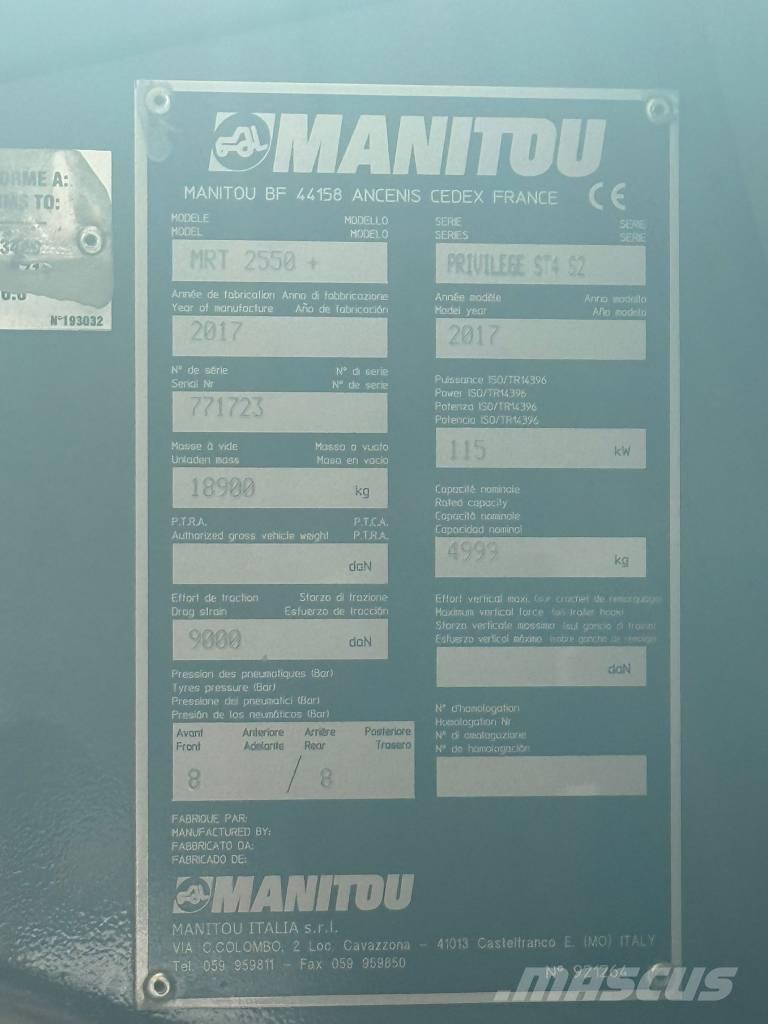 ORME A:
MS TO:
N°193032
MANITOU
MANITOU BF 44158 ANCENIS CEDEX FRANCE CE
MODELE MODELLO
MODEL MODELO
MRT 2550 +
Année de fabrication Anno di fabbricazione
Year of manufacture Año de fabricación
2017
N° de série N° di serie
Serial Nr N° de serie
771723
Masse à vide Massa a vuoto
Unladen mass Masa en vacio
18900 kg
P.T.R.A. P.T.C.A.
Authorized gross vehicle weight P.T.R.A.
daN
Effort de traction Sforzo di trazione
Drag strain Esfuerzo de tracción
9000 daN
Pression des pneumatiques (Bar)
Tyres pressure (Bar)
Pressione dei pneumatici (Bar)
Presión de los neumáticos (Bar)
Avant Anteriore Arrière Posteriore
Front Adelante Rear Trasero
8 / 8
SERIE SERIE
SERIES SERIE
PRIVILEGE ST4 S2
Année modèle Anno modello
Model year Año modelo
2017
Puissance ISO/TR14396
Power ISO/TR14396
Potenza ISO/TR14396
Potencia ISO/TR14396
115 kW
Capacité nominale
Rated capacity
Capacità nominale
Capacidad nominal
4999 kg
Effort vertical maxi. (sur crochet de remorquage)
Maximum vertical force (on trailer hook)
Sforzo verticale massimo (sul gancio di traino)
Esfuerzo vertical máximo (sobre gancho de remolque)
daN
N° d'homologation
Homologation Nr
N° di omologazione
N° de homologación
FABRIQUE PAR:
MANUFACTURED BY:
FABBRICATO DA:
FABRICADO DE:
MANITOU
MANITOU ITALIA s.r.l.
VIA C.COLOMBO, 2 Loc. Cavazzona - 41013 Castelfranco E. (MO) ITALY
Tel. 059 959811 - Fax 059 959850
N° 921264
MASCUS